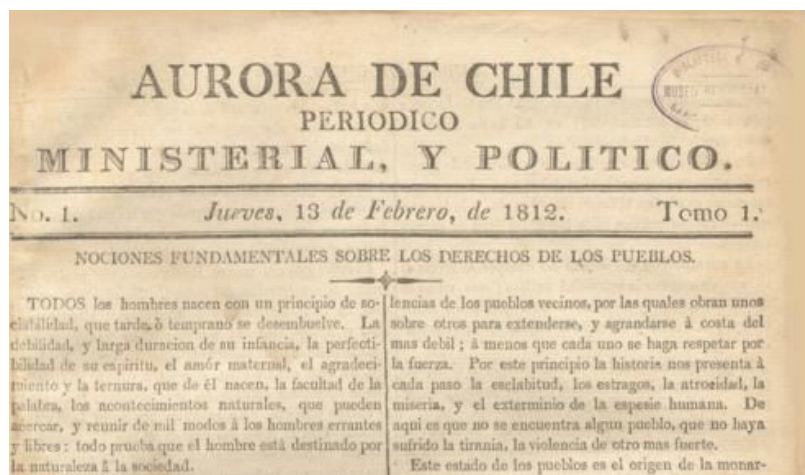 AURORA DE CHILE
PERIODICO
MINISTERIAL, Y POLITICO.
No. 1. Jueves, 13 de Febrero, de 1812. Tomo 1.
NOCIONES FUNDAMENTALES SOBRE LOS DERECHOS DE LOS PUEBLOS.
TODOS los hombres nacen con un principio de so-
ciabilidad, que tarde, ò temprano se desembuelve. La
debilidad, y larga duracion de su infancia, la perfecti-
bilidad de su espiritu, el amór maternal, el agradeci-
miento y la ternura, que de él nacen, la facultad de la
palabra, los acontecimientos naturales, que pueden
acercar, y reunir de mil modos à los hombres errantes
y libres: todo prueba que el hombre está destinado por
la naturaleza à la sociedad.
lencias de los pueblos vecinos, por las quales obran unos
sobre otros para extenderse, y agrandarse à costa del
mas debil; à menos que cada uno se haga respetar por
la fuerza. Por este principio la historia nos presenta à
cada paso la esclabitud, los estragos, la atrosidad, la
miseria, y el exterminio de la espesie humana. De
aqui es que no se encuentra algun pueblo, que no haya
sufrido la tirania, la violencia de otro mas fuerte.
Este estado de los pueblos es el origen de la monar-